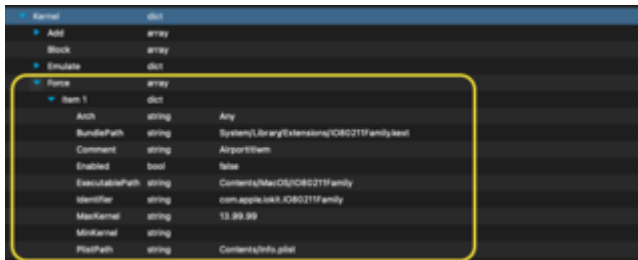 Kernel dict
Add array
Block array
Emulate dict
Force array
Item 1 dict
Arch string Any
BundlePath string System/Library/Extensions/IO80211Family.kext
Comment string
Enabled bool false
ExecutablePath string Contents/MacOS/IO80211Family
Identifier string com.apple.iokit.IO80211Family
MaxKernel string 13.99.99
MinKernel string
PlistPath string Contents/Info.plist